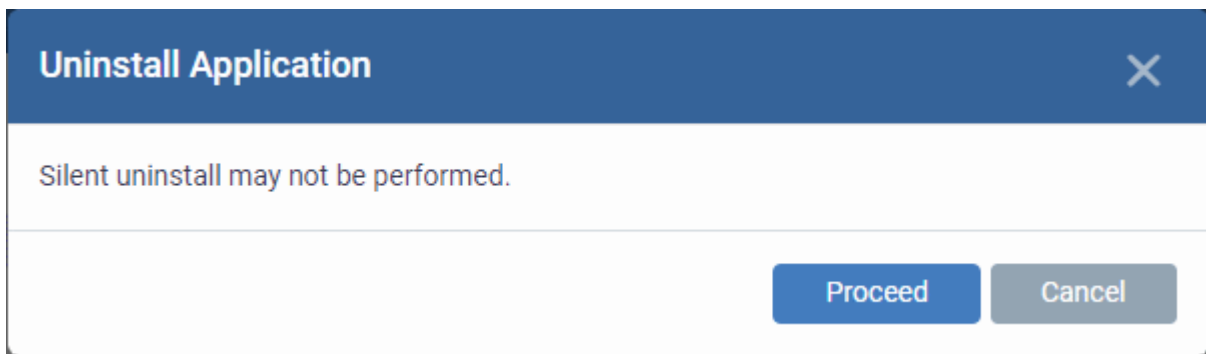 Uninstall Application
Silent uninstall may not be performed.
Proceed Cancel